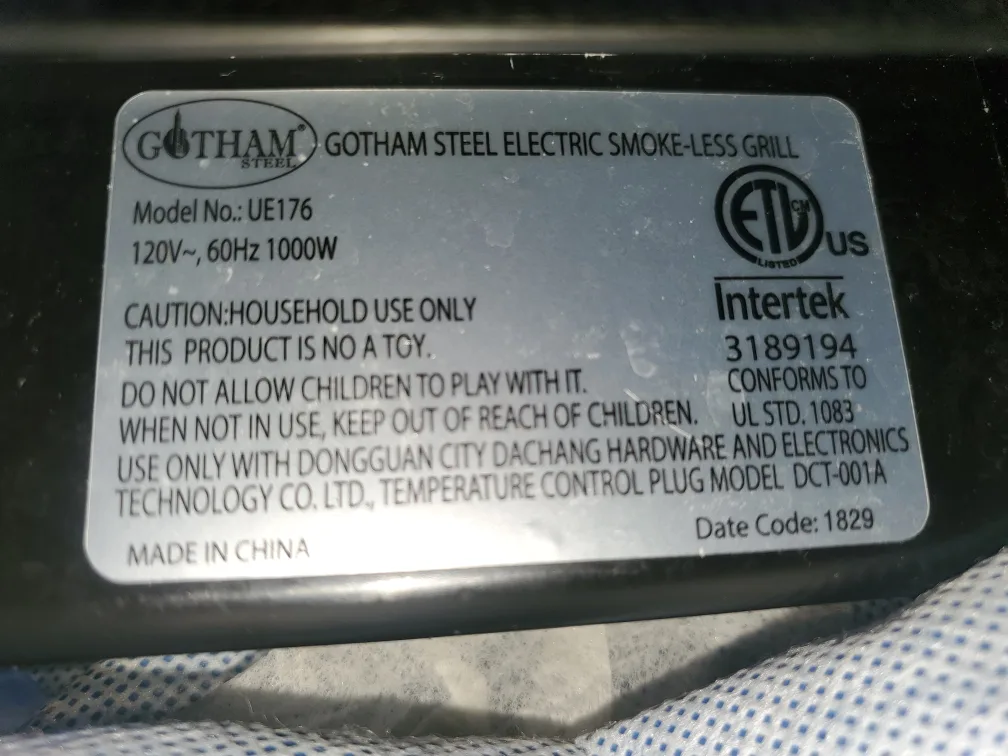 GOTHAM®
STEEL
GOTHAM STEEL ELECTRIC SMOKE-LESS GRILL
Model No.: UE176
120V~, 60Hz 1000W
ETL CM
LISTED
US
Intertek
3189194
CONFORMS TO
UL STD. 1083
CAUTION:HOUSEHOLD USE ONLY
THIS PRODUCT IS NO A TOY.
DO NOT ALLOW CHILDREN TO PLAY WITH IT.
WHEN NOT IN USE, KEEP OUT OF REACH OF CHILDREN.
USE ONLY WITH DONGGUAN CITY DACHANG HARDWARE AND ELECTRONICS
TECHNOLOGY CO. LTD., TEMPERATURE CONTROL PLUG MODEL DCT-001A
Date Code: 1829
MADE IN CHINA